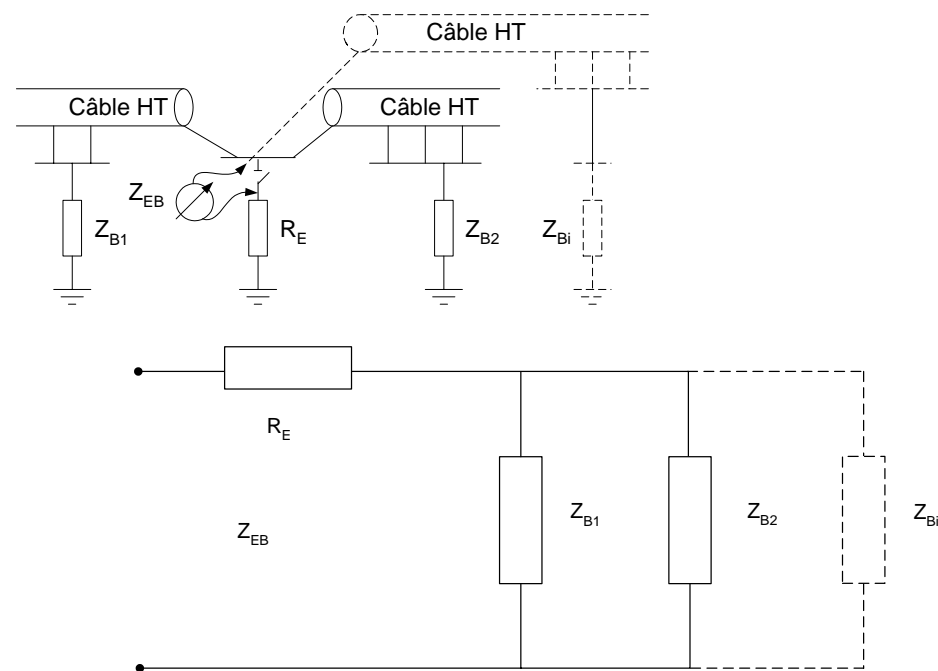 Câble HT
Câble HT
Câble HT
Z_EB
Z_B1
R_E
Z_B2
Z_Bi
R_E
Z_EB
Z_B1
Z_B2
Z_Bi